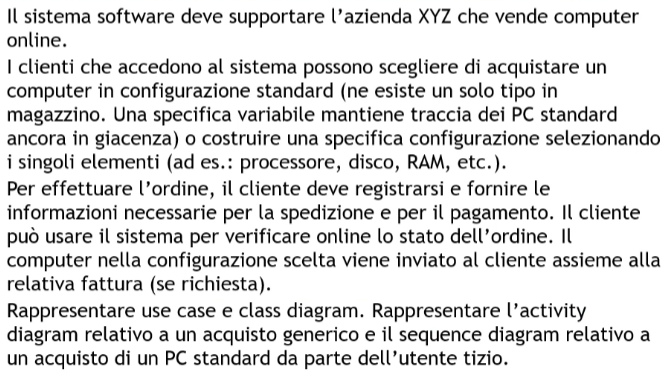 Il sistema software deve supportare l'azienda XYZ che vende computer
online.
I clienti che accedono al sistema possono scegliere di acquistare un
computer in configurazione standard (ne esiste un solo tipo in
magazzino. Una specifica variabile mantiene traccia dei PC standard
ancora in giacenza) o costruire una specifica configurazione selezionando
i singoli elementi (ad es.: processore, disco, RAM, etc.).
Per effettuare l'ordine, il cliente deve registrarsi e fornire le
informazioni necessarie per la spedizione e per il pagamento. Il cliente
può usare il sistema per verificare online lo stato dell'ordine. Il
computer nella configurazione scelta viene inviato al cliente assieme alla
relativa fattura (se richiesta).
Rappresentare use case e class diagram. Rappresentare l'activity
diagram relativo a un acquisto generico e il sequence diagram relativo a
un acquisto di un PC standard da parte dell'utente tizio.